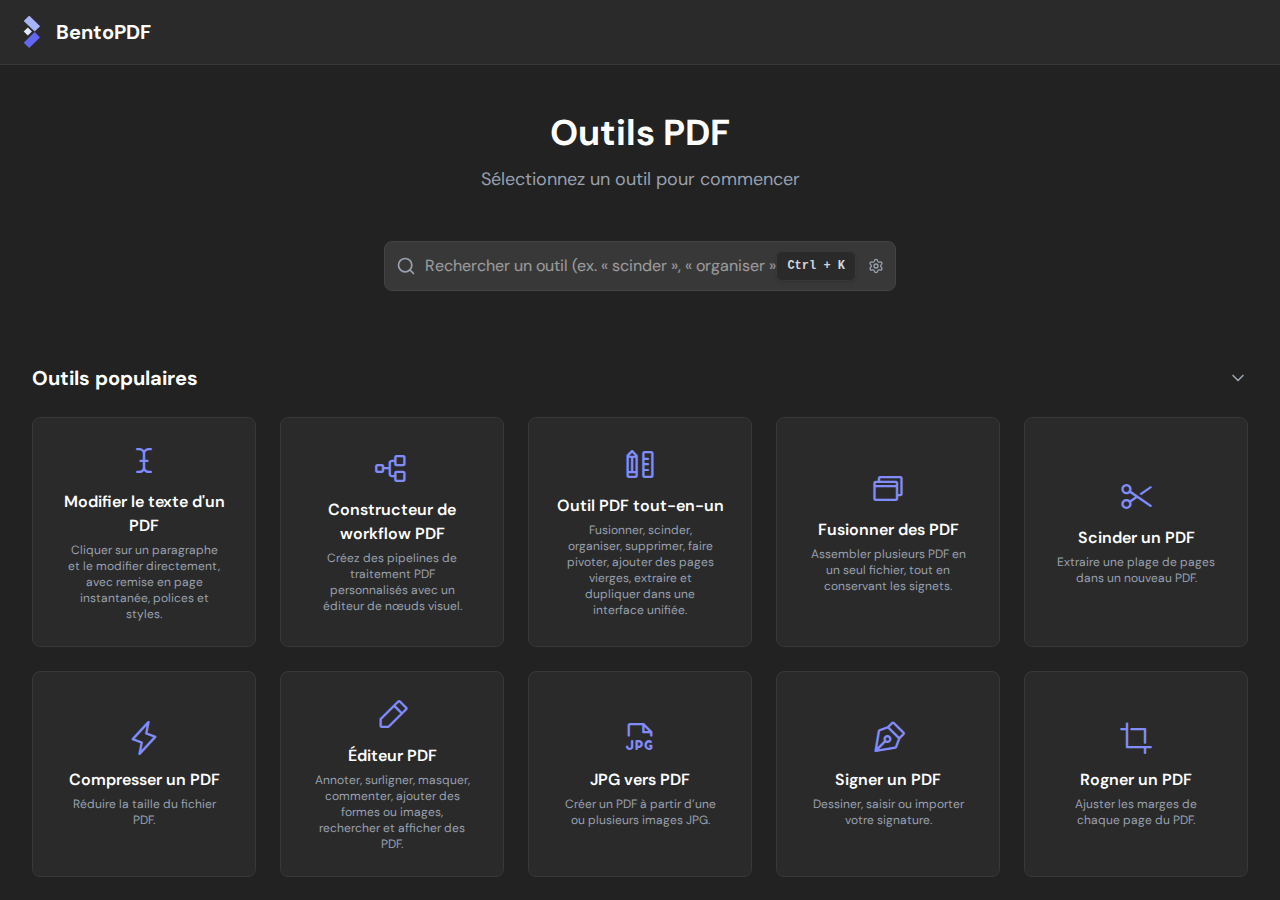 BentoPDF
Outils PDF
Sélectionnez un outil pour commencer
Rechercher un outil (ex. « scinder », « organiser »
Ctrl + K
Outils populaires
Modifier le texte d'un
PDF
Cliquer sur un paragraphe
et le modifier directement,
avec remise en page
instantanée, polices et
styles.
Constructeur de
workflow PDF
Créez des pipelines de
traitement PDF
personnalisés avec un
éditeur de nœuds visuel.
Outil PDF tout-en-un
Fusionner, scinder,
organiser, supprimer, faire
pivoter, ajouter des pages
vierges, extraire et
dupliquer dans une
interface unifiée.
Fusionner des PDF
Assembler plusieurs PDF en
un seul fichier, tout en
conservant les signets.
Scinder un PDF
Extraire une plage de pages
dans un nouveau PDF.
Compresser un PDF
Réduire la taille du fichier
PDF.
Éditeur PDF
Annoter, surligner, masquer,
commenter, ajouter des
formes ou images,
rechercher et afficher des
PDF.
JPG
JPG vers PDF
Créer un PDF à partir d’une
ou plusieurs images JPG.
Signer un PDF
Dessiner, saisir ou importer
votre signature.
Rogner un PDF
Ajuster les marges de
chaque page du PDF.